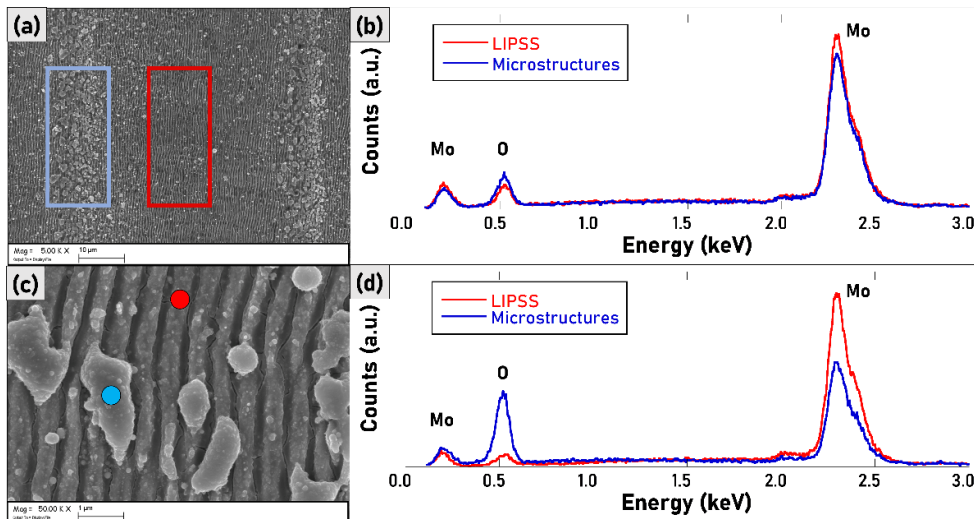 (a)
Mag = 5.00 K X
10 µm
(b)
LIPSS
Microstructures
Mo
Mo
O
Counts (a.u.)
0.0 0.5 1.0 1.5 2.0 2.5 3.0
Energy (keV)
(c)
Mag = 50.00 K X
1 µm
(d)
LIPSS
Microstructures
Mo
O
Mo
Counts (a.u.)
0.0 0.5 1.0 1.5 2.0 2.5 3.0
Energy (keV)